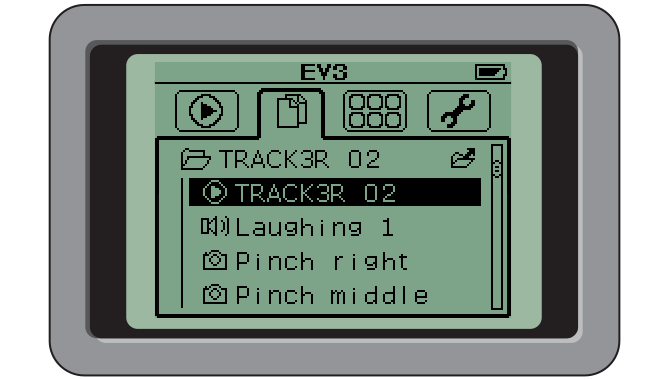 EV3
TRACK3R 02
TRACK3R 02
Laughing 1
Pinch right
Pinch middle